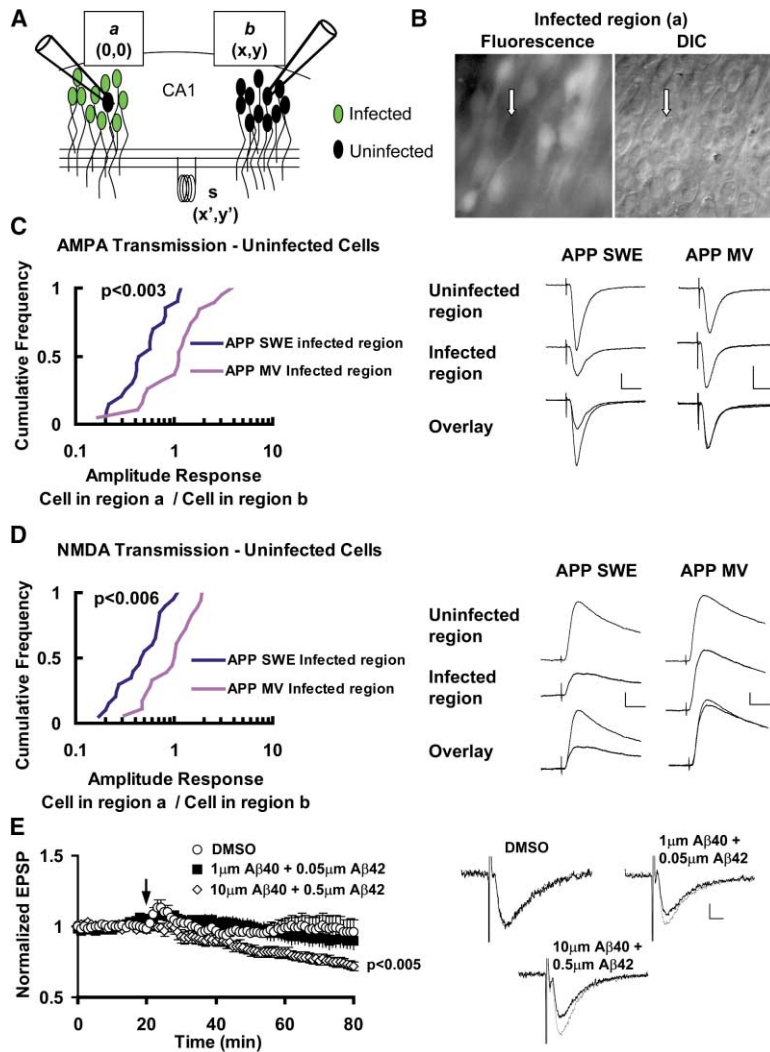 A
a
(0,0)
b
(x,y)
CA1
Infected
Uninfected
s
(x',y')
B
Infected region (a)
Fluorescence DIC
C
AMPA Transmission - Uninfected Cells
Cumulative Frequency
1
0.5
0
p<0.003
APP SWE infected region
APP MV Infected region
0.1 1 10
Amplitude Response
Cell in region a / Cell in region b
APP SWE APP MV
Uninfected
region
Infected
region
Overlay
D
NMDA Transmission - Uninfected Cells
Cumulative Frequency
1
0.5
0
p<0.006
APP SWE Infected region
APP MV Infected region
0.1 1 10
Amplitude Response
Cell in region a / Cell in region b
APP SWE APP MV
Uninfected
region
Infected
region
Overlay
E
Normalized EPSP
1.5
1
0.5
DMSO
1μm Aβ40 + 0.05μm Aβ42
10μm Aβ40 + 0.5μm Aβ42
p<0.005
0 20 40 60 80
Time (min)
DMSO
1μm Aβ40 +
0.05μm Aβ42
10μm Aβ40 +
0.5μm Aβ42